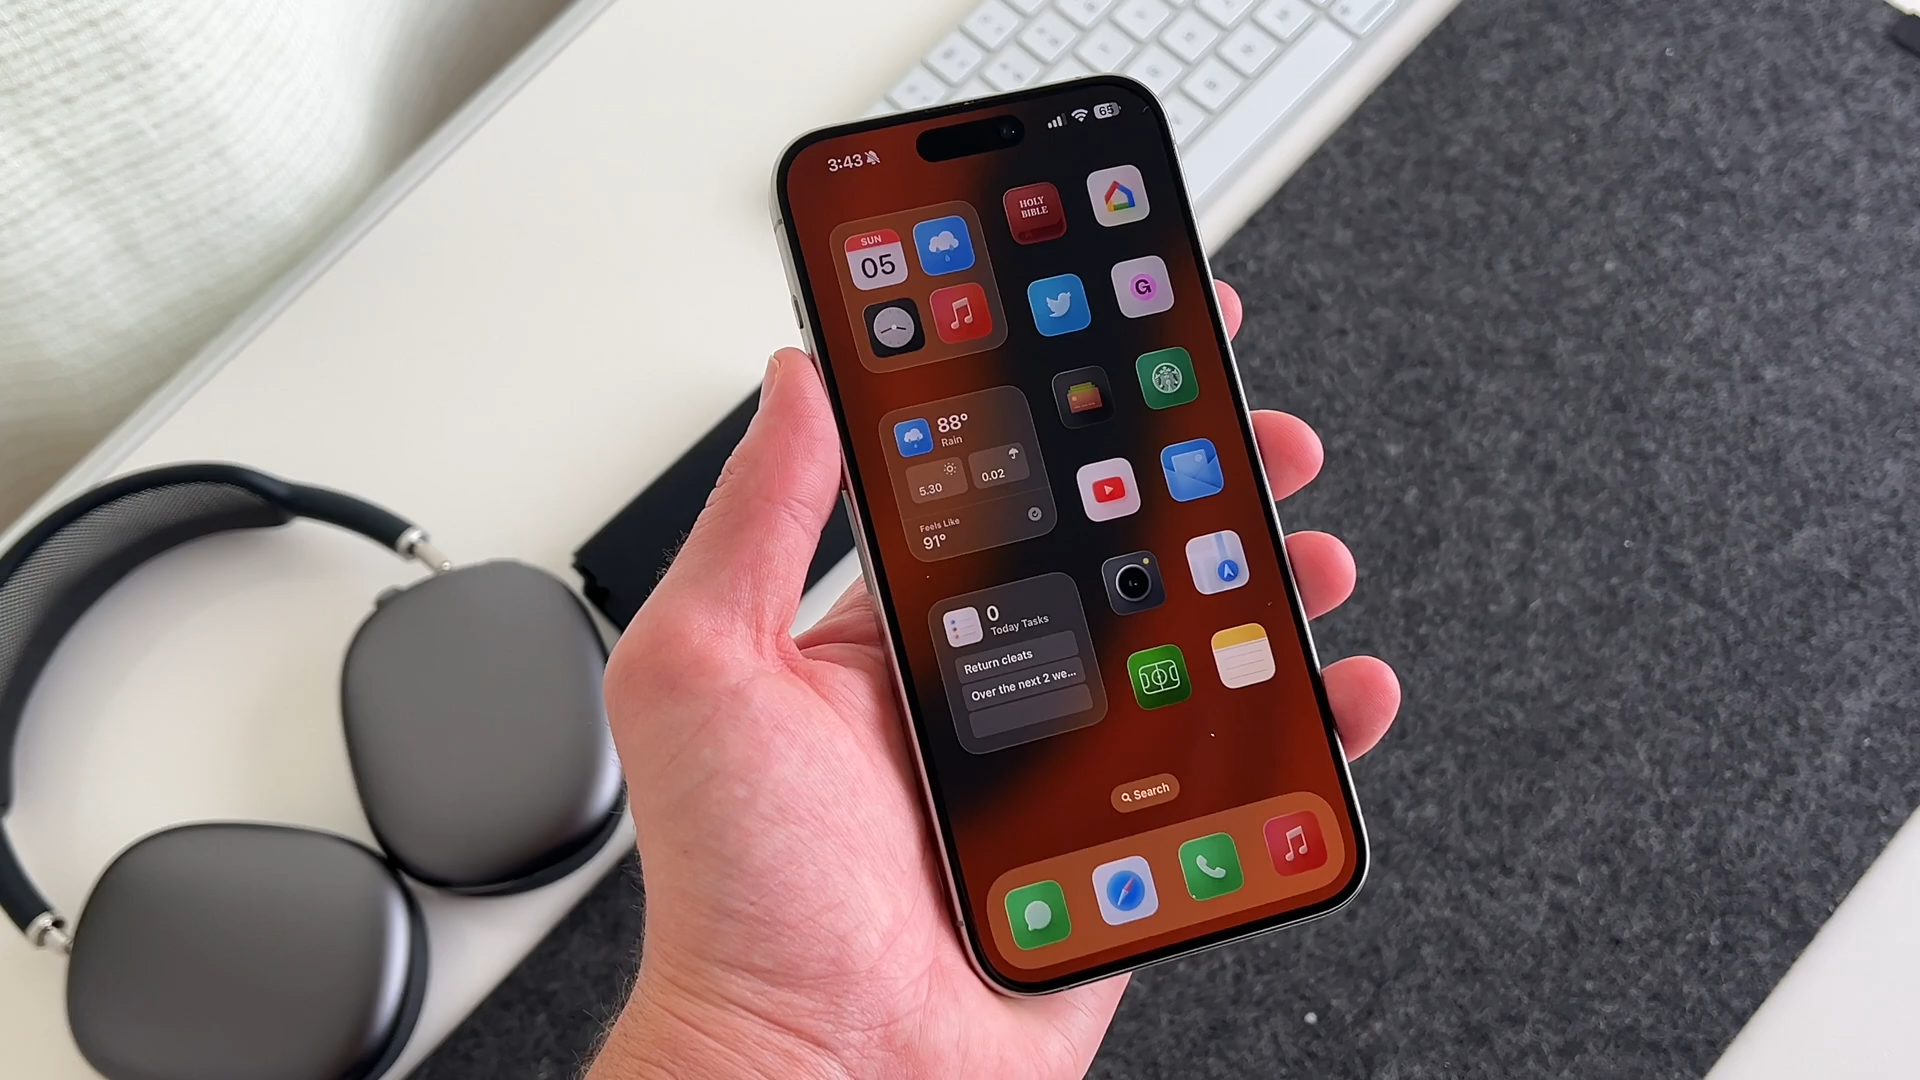 3:43
65
SUN
05
HOLY
BIBLE
G
88°
Rain
5.30
0.02
Feels Like
91°
0
Today Tasks
Return cleats
Over the next 2 we...
Search